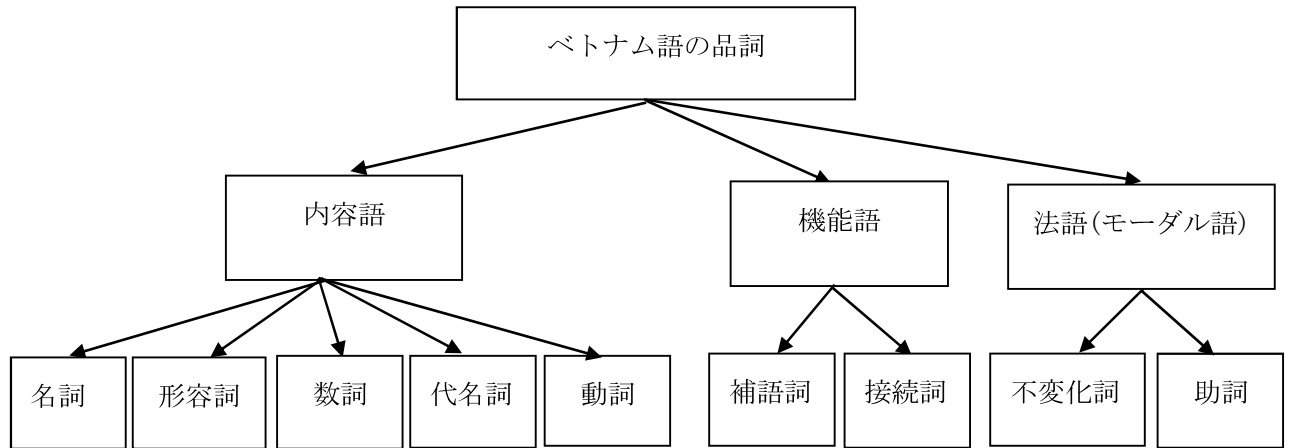 ベトナム語の品詞
内容語
機能語
法語(モーダル語)
名詞
形容詞
数詞
代名詞
動詞
補語詞
接続詞
不変化詞
助詞